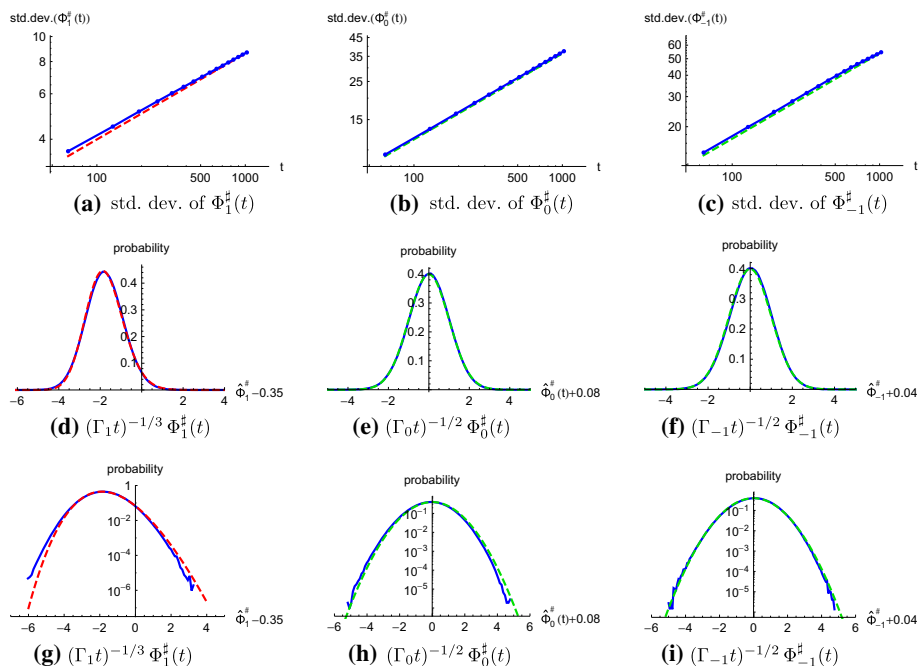 std.dev.(Φ₁^#(t)) std.dev.(Φ₀^#(t)) std.dev.(Φ₋₁^#(t))
10 45 60
8 35 50
6 25 40
4 15 30
20
100 500 1000 t 100 500 1000 t 100 500 1000 t
(a) std. dev. of Φ₁^♯(t) (b) std. dev. of Φ₀^♯(t) (c) std. dev. of Φ₋₁^♯(t)
probability probability probability
0.4 0.4 0.4
0.3 0.3 0.3
0.2 0.2 0.2
0.1 0.1 0.1
−6 −4 −2 0 2 4 Φ̂₁^#−0.35 −4 −2 0 2 4 Φ̂₀^#(t)+0.08 −4 −2 0 2 4 Φ̂₋₁^#+0.04
(d) (Γ₁t)^{−1/3} Φ₁^♯(t) (e) (Γ₀t)^{−1/2} Φ₀^♯(t) (f) (Γ₋₁t)^{−1/2} Φ₋₁^♯(t)
probability probability probability
1 10⁻¹ 10⁻¹
10⁻² 10⁻² 10⁻²
10⁻⁴ 10⁻³ 10⁻³
10⁻⁶ 10⁻⁴ 10⁻⁴
10⁻⁵ 10⁻⁵
−6 −4 −2 0 2 4 Φ̂₁^#−0.35 −6 −4 −2 0 2 4 6 Φ̂₀^#(t)+0.08 −6 −4 −2 0 2 4 6 Φ̂₋₁^#+0.04
(g) (Γ₁t)^{−1/3} Φ₁^♯(t) (h) (Γ₀t)^{−1/2} Φ₀^♯(t) (i) (Γ₋₁t)^{−1/2} Φ₋₁^♯(t)